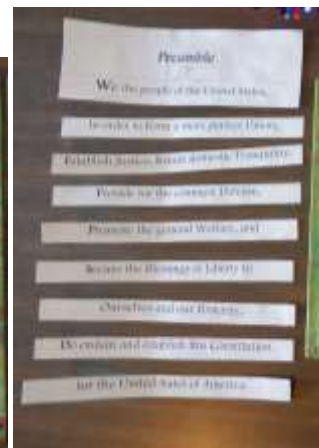 Preamble
We the people of the United States,
In order to form a more perfect Union,
Establish Justice, Insure domestic Tranquility,
Provide for the common Defense,
Promote the general Welfare, and
Secure the Blessings of Liberty to
Ourselves and our Posterity,
Do ordain and establish this Constitution
for the United States of America.